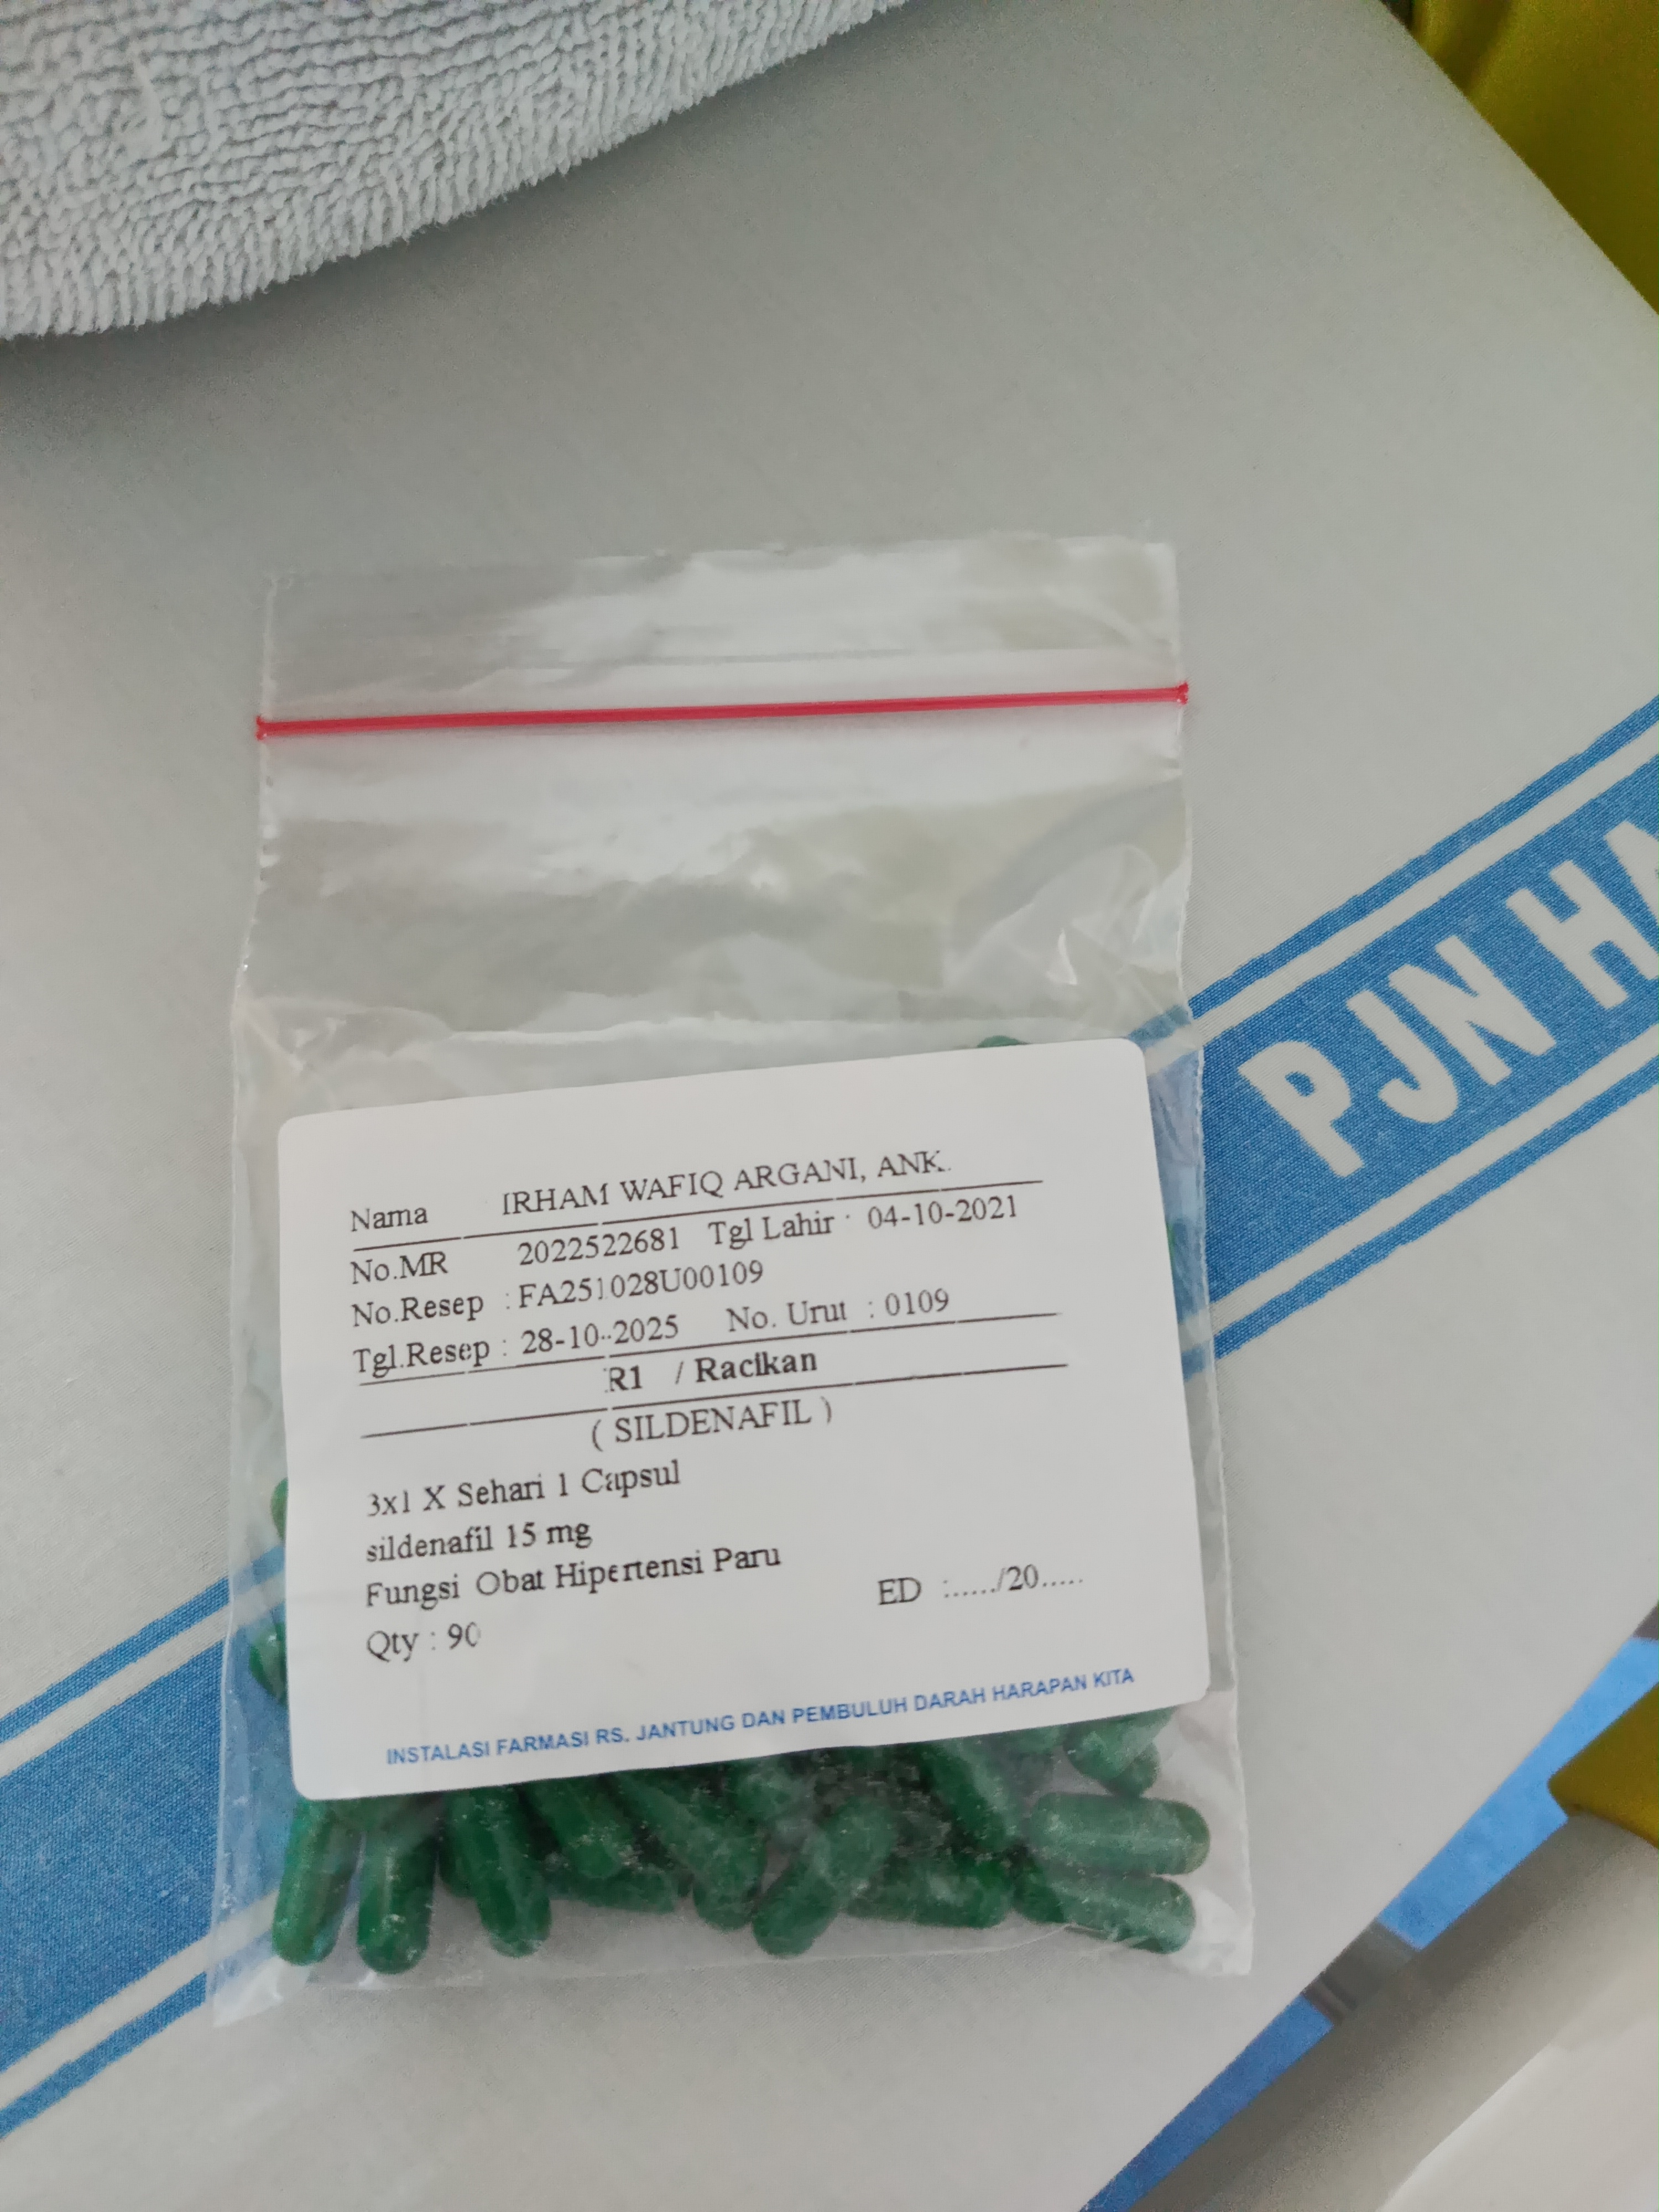 Nama IRHAM WAFIQ ARGANI, ANK.
No.MR 2022522681 Tgl Lahir : 04-10-2021
No.Resep : FA251028U00109
Tgl.Resep : 28-10-2025 No. Urut : 0109
R1 / Racikan
( SILDENAFIL )
3x1 X Sehari 1 Capsul
sildenafil 15 mg
Fungsi Obat Hipertensi Paru
Qty : 90 ED :...../20.....
INSTALASI FARMASI RS. JANTUNG DAN PEMBULUH DARAH HARAPAN KITA
PJN HA